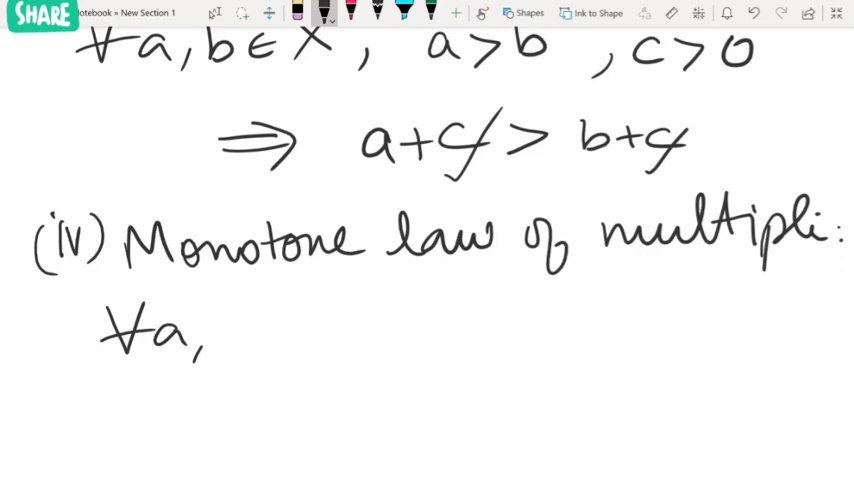 SHARE
Notebook » New Section 1
Shapes
Ink to Shape
∀a, b ∈ X, a > b, c > 0
⟹ a+c > b+c
(iv) Monotone law of multipli:
∀a,